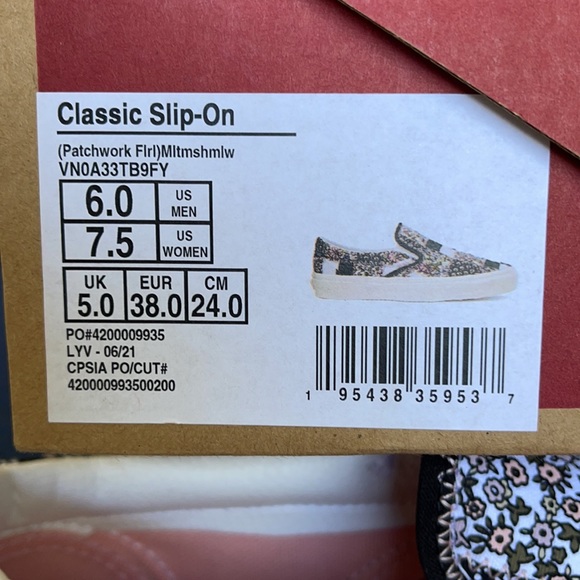 Classic Slip-On
(Patchwork Flrl)Mltmshmlw
VN0A33TB9FY
6.0 US MEN
7.5 US WOMEN
UK EUR CM
5.0 38.0 24.0
PO#4200009935
LYV - 06/21
CPSIA PO/CUT#
420000993500200
1 95438 35953 7